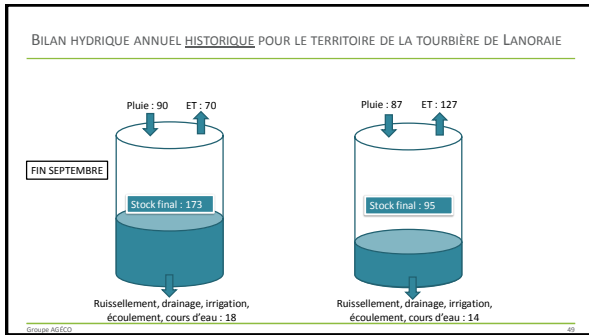 BILAN HYDRIQUE ANNUEL HISTORIQUE POUR LE TERRITOIRE DE LA TOURBIÈRE DE LANORAIE
Pluie : 90 ET : 70
Pluie : 87 ET : 127
FIN SEPTEMBRE
Stock final : 173
Stock final : 95
Ruissellement, drainage, irrigation,
écoulement, cours d'eau : 18
Ruissellement, drainage, irrigation,
écoulement, cours d'eau : 14
Groupe AGÉCO
49